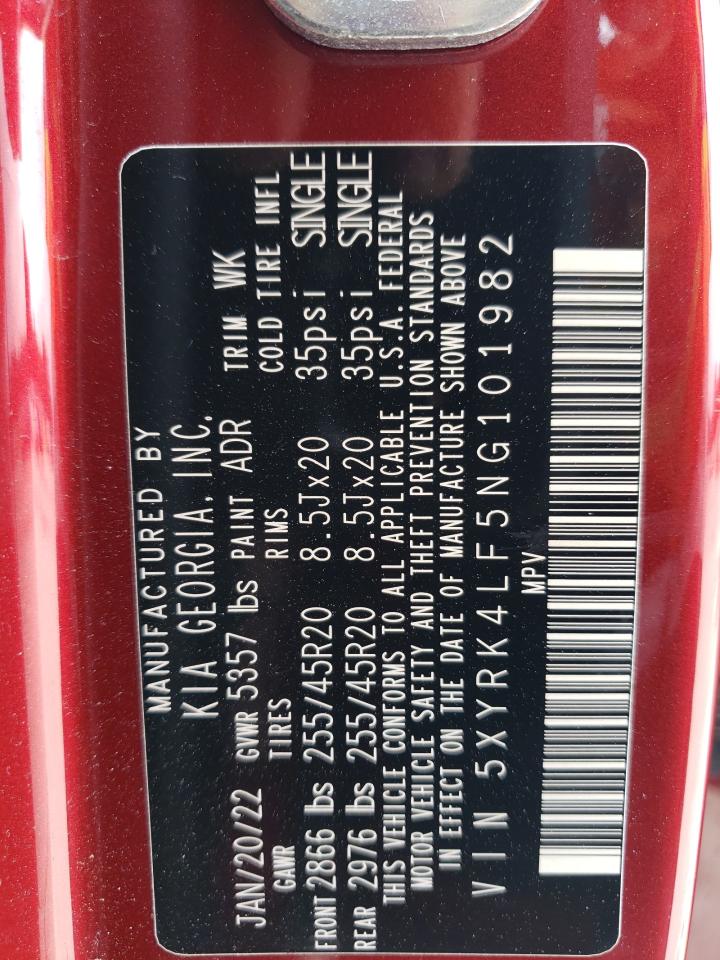 MANUFACTURED BY
KIA GEORGIA, INC.
JAN/20/22 GVWR 5357 lbs PAINT ADR TRIM WK
GAWR TIRES RIMS COLD TIRE INFL
FRONT 2866 lbs 255/45R20 8.5Jx20 35psi SINGLE
REAR 2976 lbs 255/45R20 8.5Jx20 35psi SINGLE
THIS VEHICLE CONFORMS TO ALL APPLICABLE U.S.A. FEDERAL
MOTOR VEHICLE SAFETY AND THEFT PREVENTION STANDARDS
IN EFFECT ON THE DATE OF MANUFACTURE SHOWN ABOVE
VIN 5XYRK4LF5NG101982
MPV